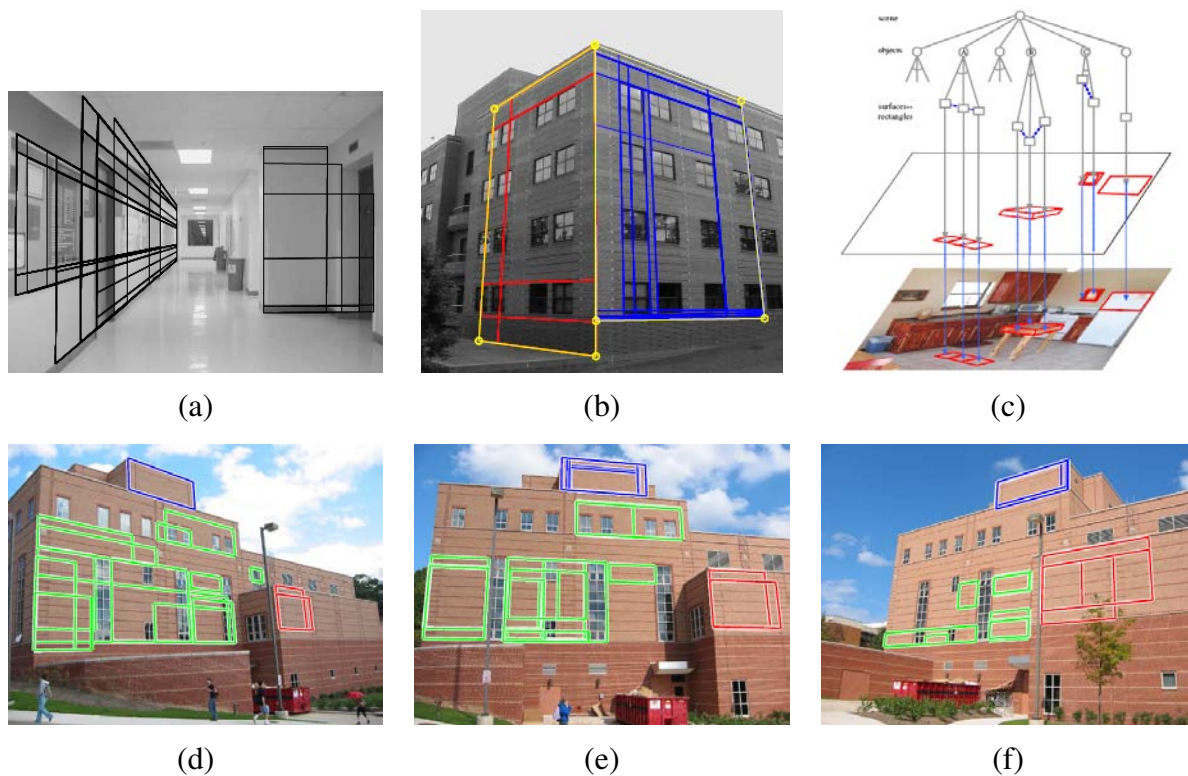 scene
objects
A
B
C
surfaces--
rectangles
(a)
(b)
(c)
(d)
(e)
(f)